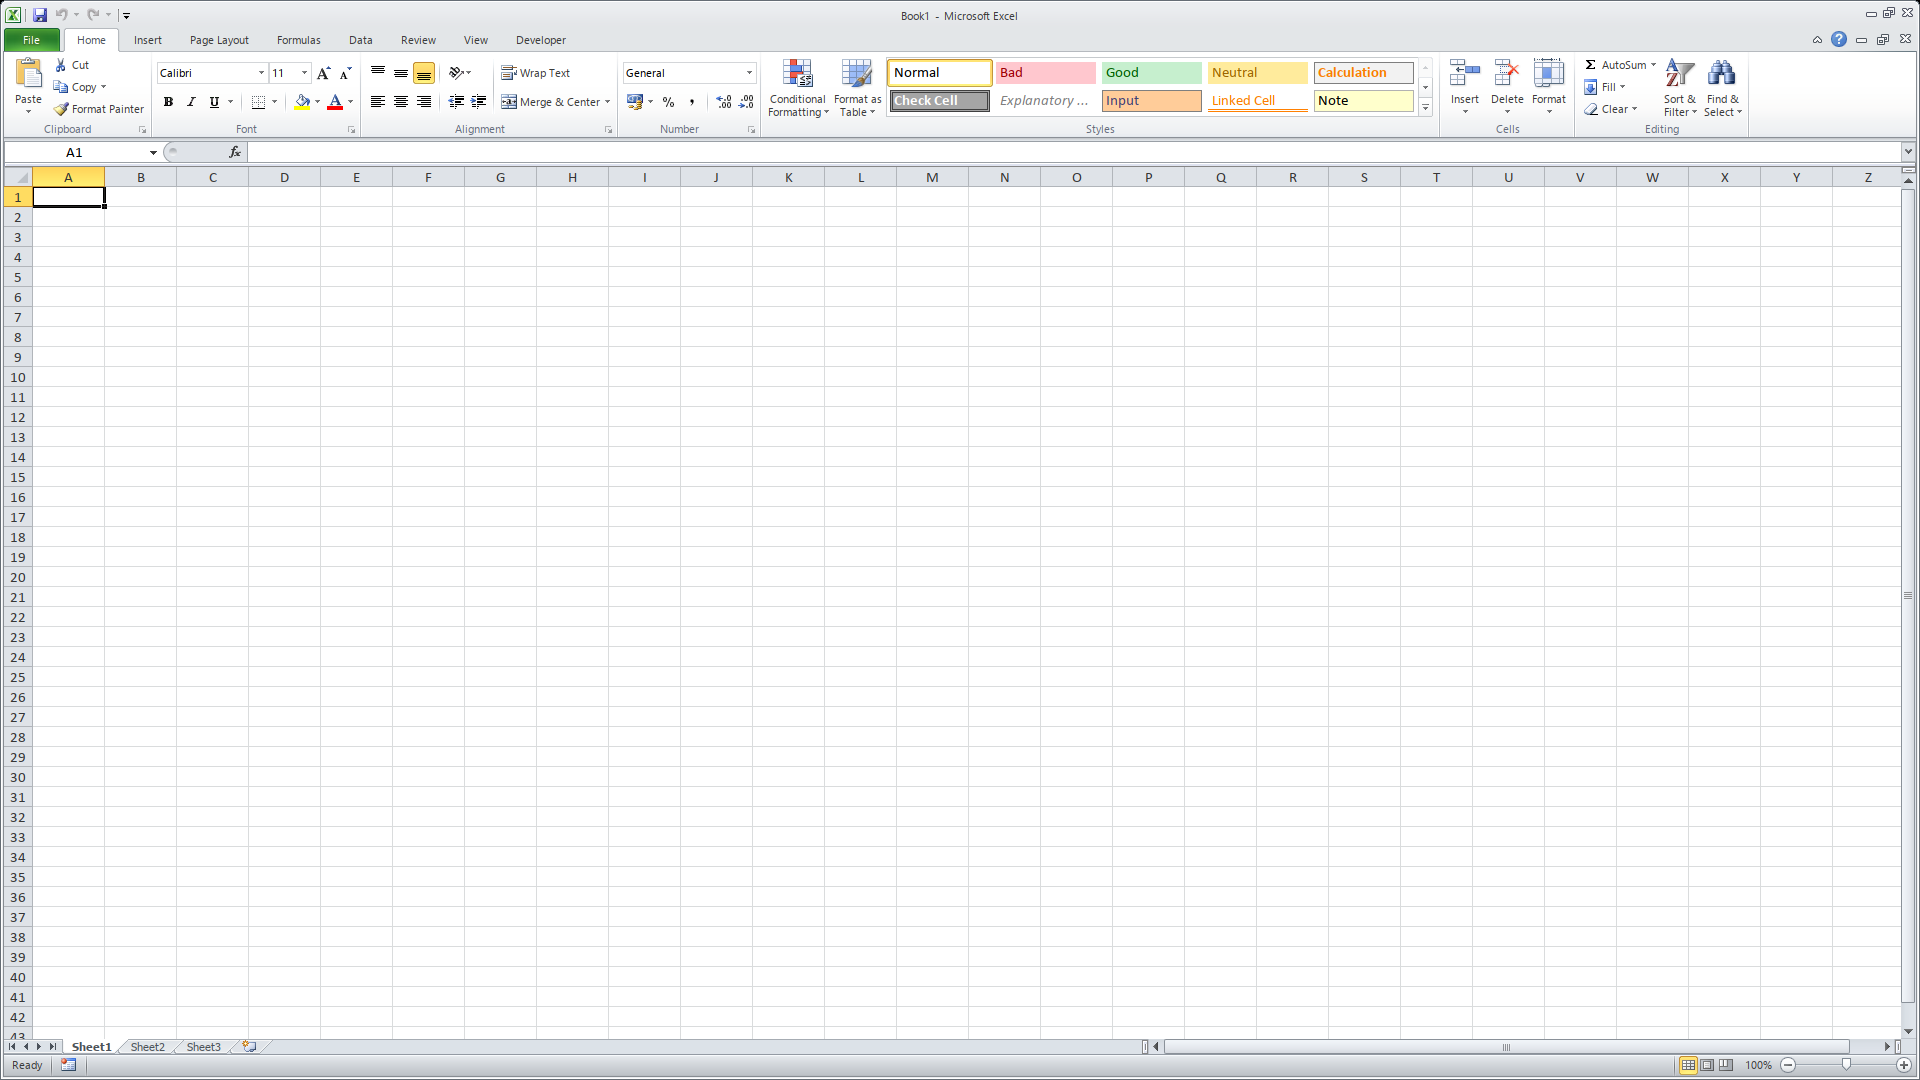 Book1 - Microsoft Excel
File Home Insert Page Layout Formulas Data Review View Developer
Paste Cut Copy Format Painter
Clipboard
Calibri 11
B I U A
Font
Wrap Text
Merge & Center
Alignment
General
% ,
Number
Conditional Formatting
Format as Table
Normal Bad Good Neutral Calculation
Check Cell Explanatory ... Input Linked Cell Note
Styles
Insert Delete Format
Cells
Σ AutoSum
Fill
Clear
Sort & Filter
Find & Select
Editing
A1 fx
A B C D E F G H I J K L M N O P Q R S T U V W X Y Z
1
2
3
4
5
6
7
8
9
10
11
12
13
14
15
16
17
18
19
20
21
22
23
24
25
26
27
28
29
30
31
32
33
34
35
36
37
38
39
40
41
42
43
Sheet1 Sheet2 Sheet3
Ready 100%